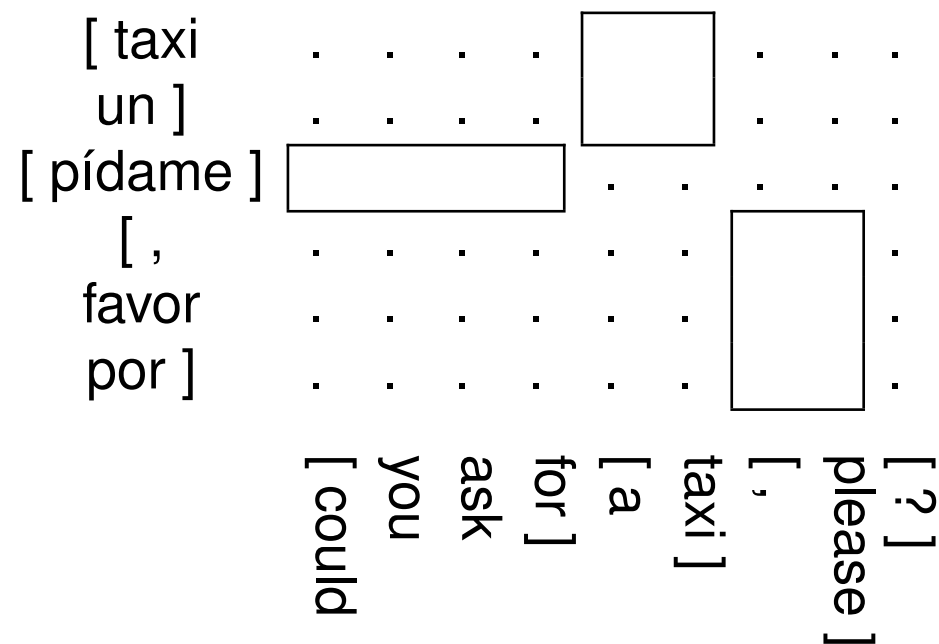 [ taxi
un ]
[ pídame ]
[ ,
favor
por ]
[ could
you
ask
for ]
[ a
taxi ]
[ ,
please ]
[ ? ]